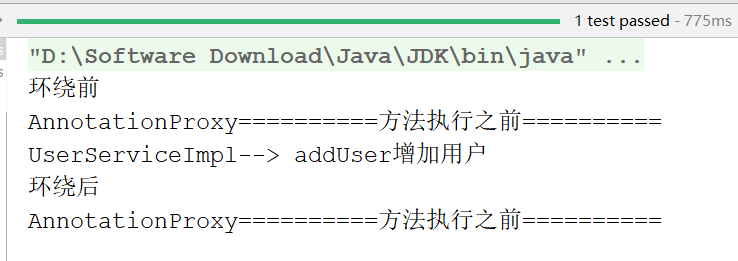 1 test passed - 775ms
"D:\Software Download\Java\JDK\bin\java" ...
环绕前
AnnotationProxy==========方法执行之前==========
UserServiceImpl--> addUser增加用户
环绕后
AnnotationProxy==========方法执行之前==========